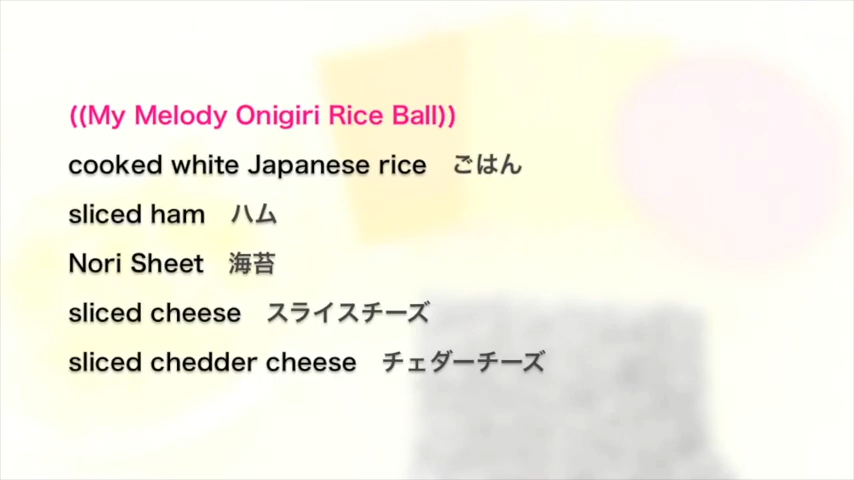 ((My Melody Onigiri Rice Ball))
cooked white Japanese rice ごはん
sliced ham ハム
Nori Sheet 海苔
sliced cheese スライスチーズ
sliced chedder cheese チェダーチーズ